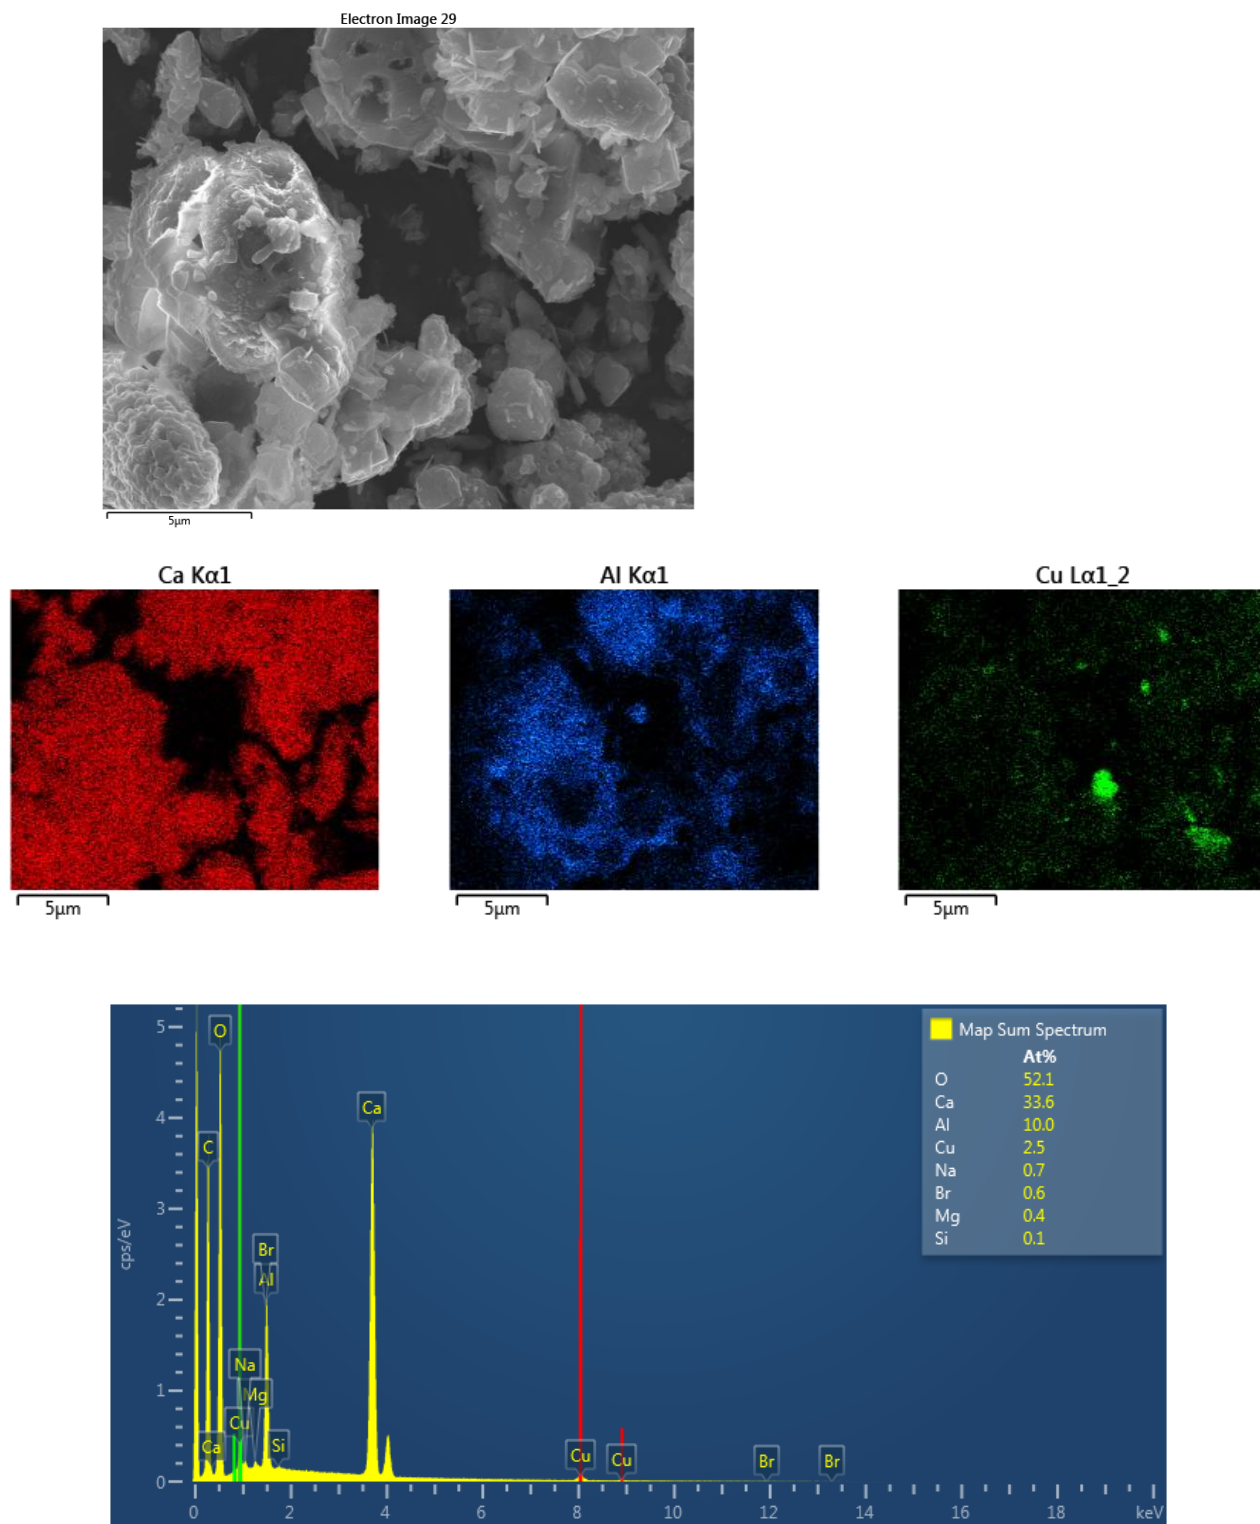 Electron Image 29
5µm
Ca Kα1
Al Kα1
Cu Lα1_2
5µm
5µm
5µm
Map Sum Spectrum
At%
O 52.1
Ca 33.6
Al 10.0
Cu 2.5
Na 0.7
Br 0.6
Mg 0.4
Si 0.1
cps/eV
5
4
3
2
1
0
O
Ca
C
Br
Al
Na
Mg
Cu
Ca
Si
Cu
Cu
Br
Br
0 2 4 6 8 10 12 14 16 18 keV